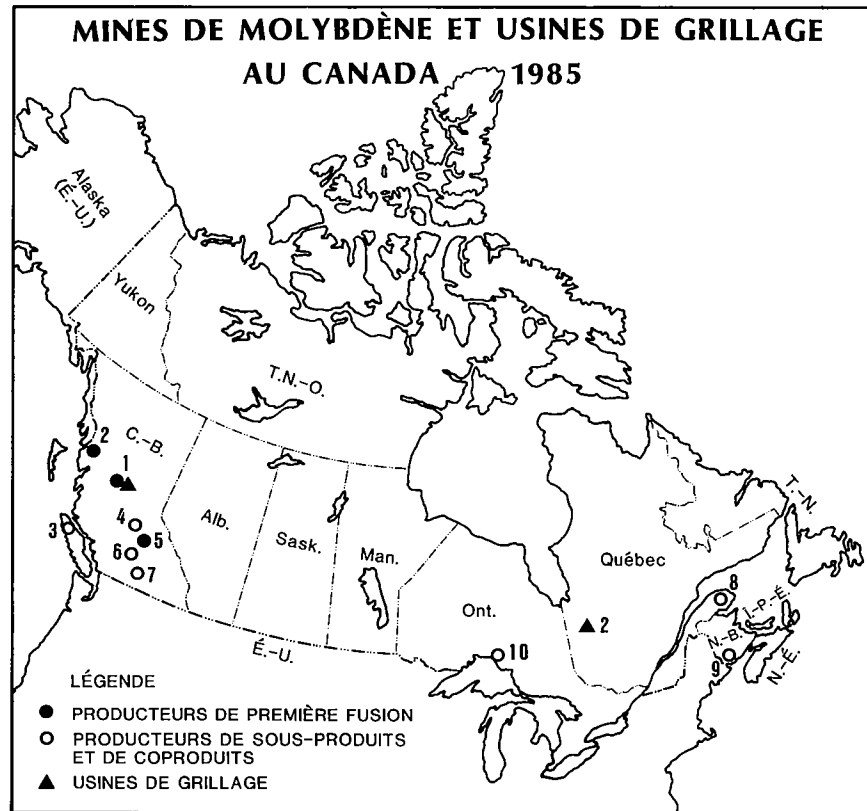 MINES DE MOLYBDÈNE ET USINES DE GRILLAGE
AU CANADA 1985
Alaska
(É.-U.)
Yukon
T.N.-O.
C.-B.
2
1
3
4
5
6
7
Alb.
Sask.
Man.
Ont.
Québec
T.-N.
8
Î-P.-É.
N.-B.
9
N.-É.
2
10
É.-U.
LÉGENDE
PRODUCTEURS DE PREMIÈRE FUSION
PRODUCTEURS DE SOUS-PRODUITS
ET DE COPRODUITS
USINES DE GRILLAGE